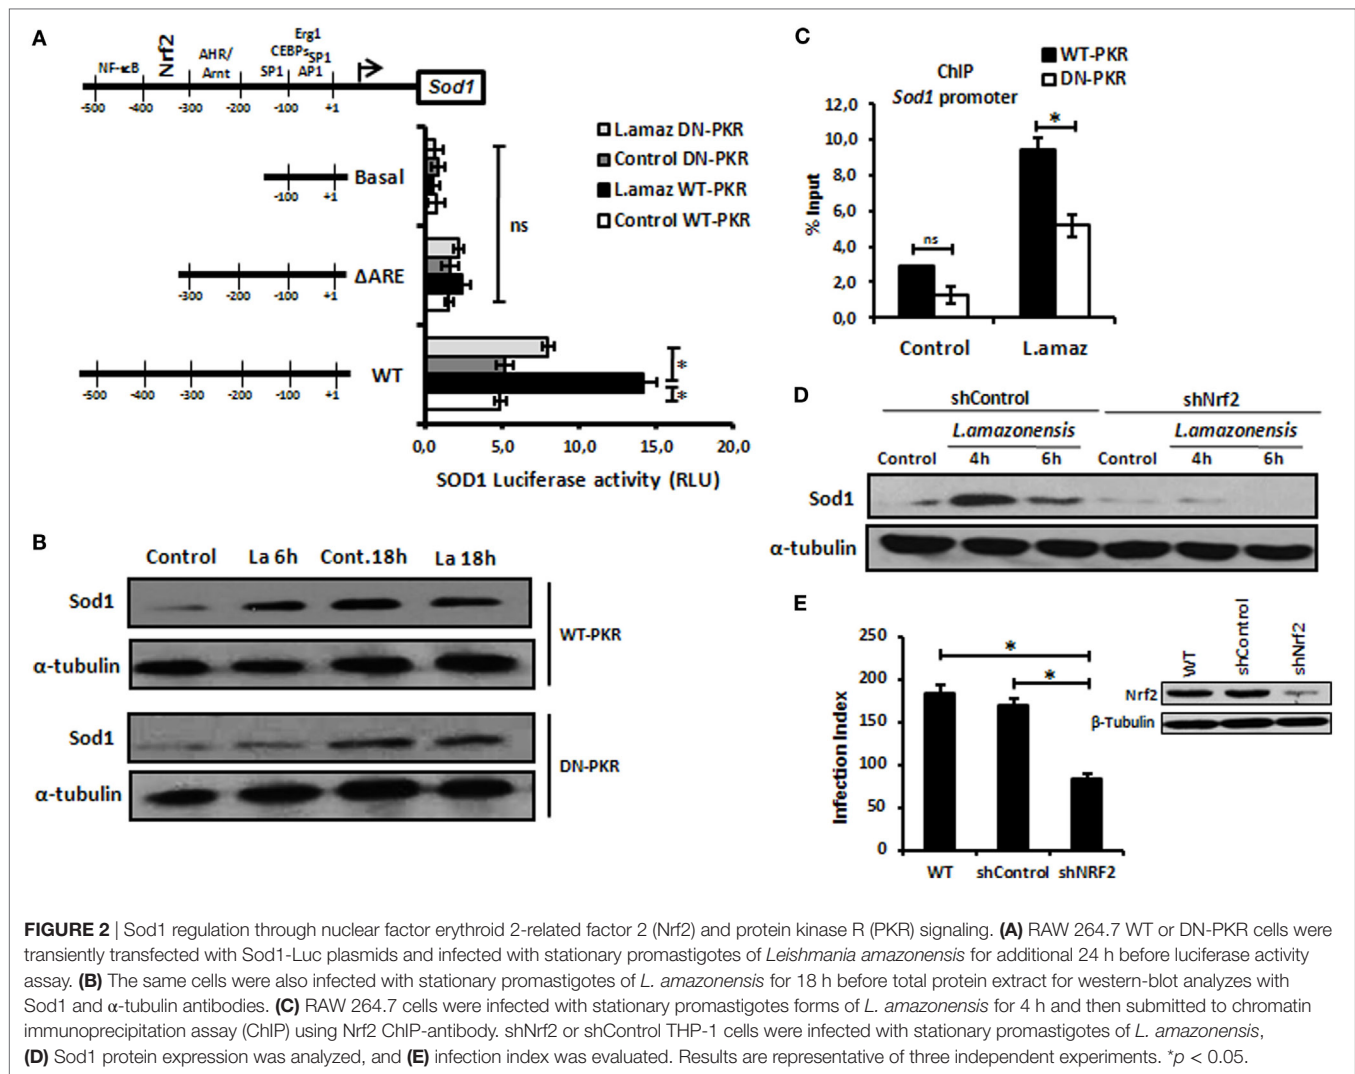 A
NF-κB
Nrf2
AHR/
Arnt
Erg1
CEBPs SP1
SP1 AP1
-500 -400 -300 -200 -100 +1
Sod1
-100 +1
Basal
-300 -200 -100 +1
ΔARE
-500 -400 -300 -200 -100 +1
WT
ns
*
*
L.amaz DN-PKR
Control DN-PKR
L.amaz WT-PKR
Control WT-PKR
0,0 5,0 10,0 15,0 20,0
SOD1 Luciferase activity (RLU)
B
Control La 6h Cont.18h La 18h
Sod1
α-tubulin
WT-PKR
Sod1
α-tubulin
DN-PKR
C
WT-PKR
DN-PKR
ChIP
Sod1 promoter
% Input
12,0
10,0
8,0
6,0
4,0
2,0
0,0
ns
*
Control L.amaz
D
shControl shNrf2
L.amazonensis L.amazonensis
Control 4h 6h Control 4h 6h
Sod1
α-tubulin
E
Infection Index
250
200
150
100
50
0
*
*
WT shControl shNRF2
WT shControl shNrf2
Nrf2
β-Tubulin
FIGURE 2 | Sod1 regulation through nuclear factor erythroid 2-related factor 2 (Nrf2) and protein kinase R (PKR) signaling. (A) RAW 264.7 WT or DN-PKR cells were
transiently transfected with Sod1-Luc plasmids and infected with stationary promastigotes of Leishmania amazonensis for additional 24 h before luciferase activity
assay. (B) The same cells were also infected with stationary promastigotes of L. amazonensis for 18 h before total protein extract for western-blot analyzes with
Sod1 and α-tubulin antibodies. (C) RAW 264.7 cells were infected with stationary promastigotes forms of L. amazonensis for 4 h and then submitted to chromatin
immunoprecipitation assay (ChIP) using Nrf2 ChIP-antibody. shNrf2 or shControl THP-1 cells were infected with stationary promastigotes of L. amazonensis,
(D) Sod1 protein expression was analyzed, and (E) infection index was evaluated. Results are representative of three independent experiments. *p < 0.05.